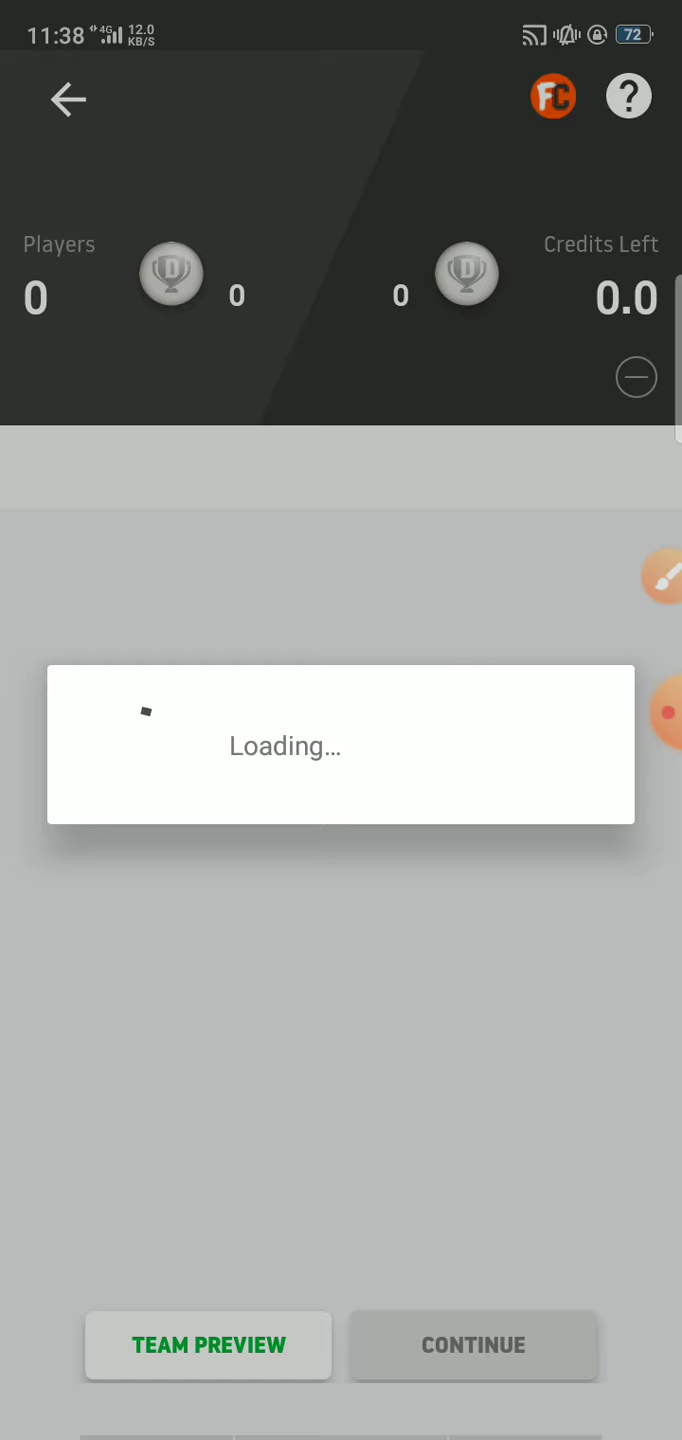 11:38 4G 12.0 KB/S 72
FC ?
Players D 0 0 D Credits Left
0 0.0
Loading...
TEAM PREVIEW CONTINUE